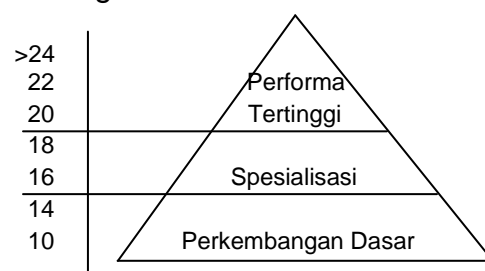 >24
22 Performa
20 Tertinggi
18
16 Spesialisasi
14
10 Perkembangan Dasar